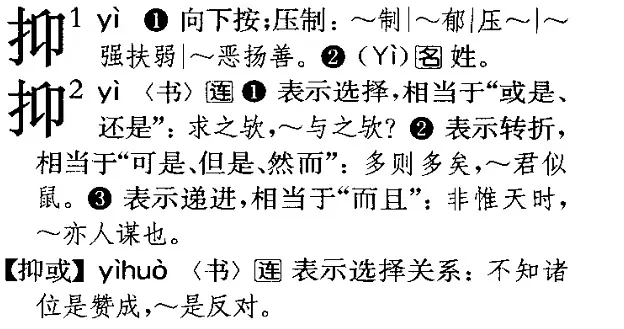 抑¹ yì ❶ 向下按;压制：～制|～郁|压～|～
强扶弱|～恶扬善。❷（Yì）名 姓。
抑² yì〈书〉连 ❶ 表示选择,相当于“或是、
还是”：求之欤,～与之欤？❷ 表示转折,
相当于“可是、但是、然而”：多则多矣,～君似
鼠。❸ 表示递进,相当于“而且”：非惟天时,
～亦人谋也。
【抑或】yìhuò〈书〉连 表示选择关系：不知诸
位是赞成,～是反对。